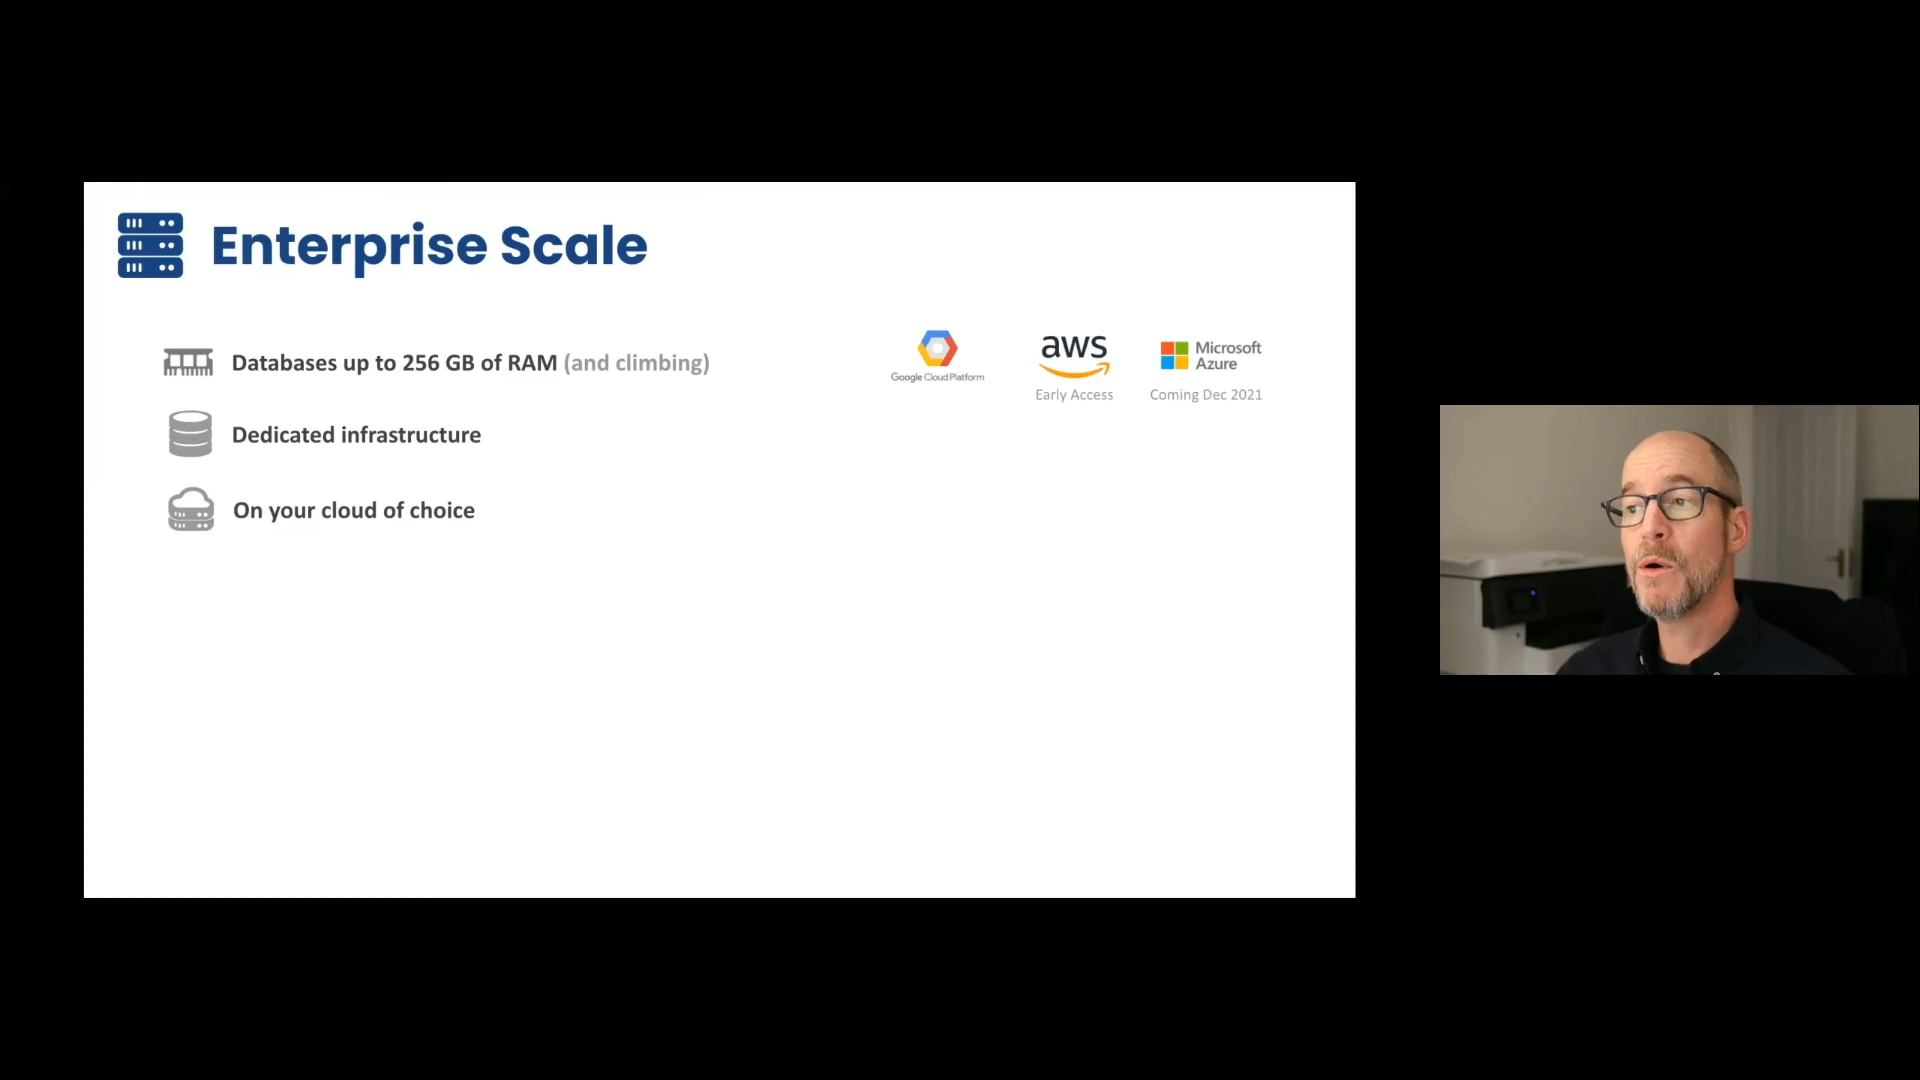 Enterprise Scale
Databases up to 256 GB of RAM (and climbing)
Dedicated infrastructure
On your cloud of choice
Google Cloud Platform
aws
Early Access
Microsoft
Azure
Coming Dec 2021